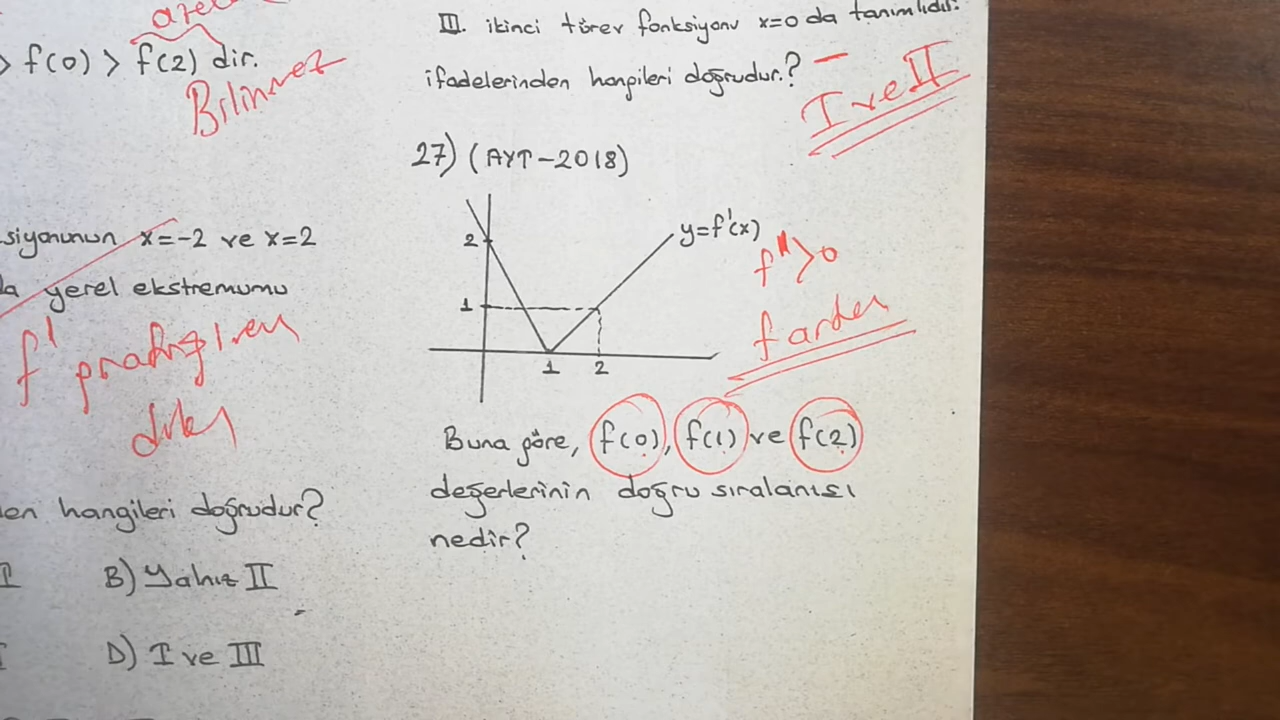 > f(0) > f(2) dir.
Bilinmez
siyonunun x=-2 ve x=2
da yerel ekstremumu
f'
en hangileri doğrudur?
B) Yalnız II
D) I ve III
III. ikinci türev fonksiyonu x=0 da tanımlıdır.
ifadelerinden hangileri doğrudur.?
I ve II
27) (AYT-2018)
2
y=f'(x)
1
1 2
f">0
f artan
Buna göre, f(0), f(1) ve f(2)
değerlerinin doğru sıralanışı
nedir?